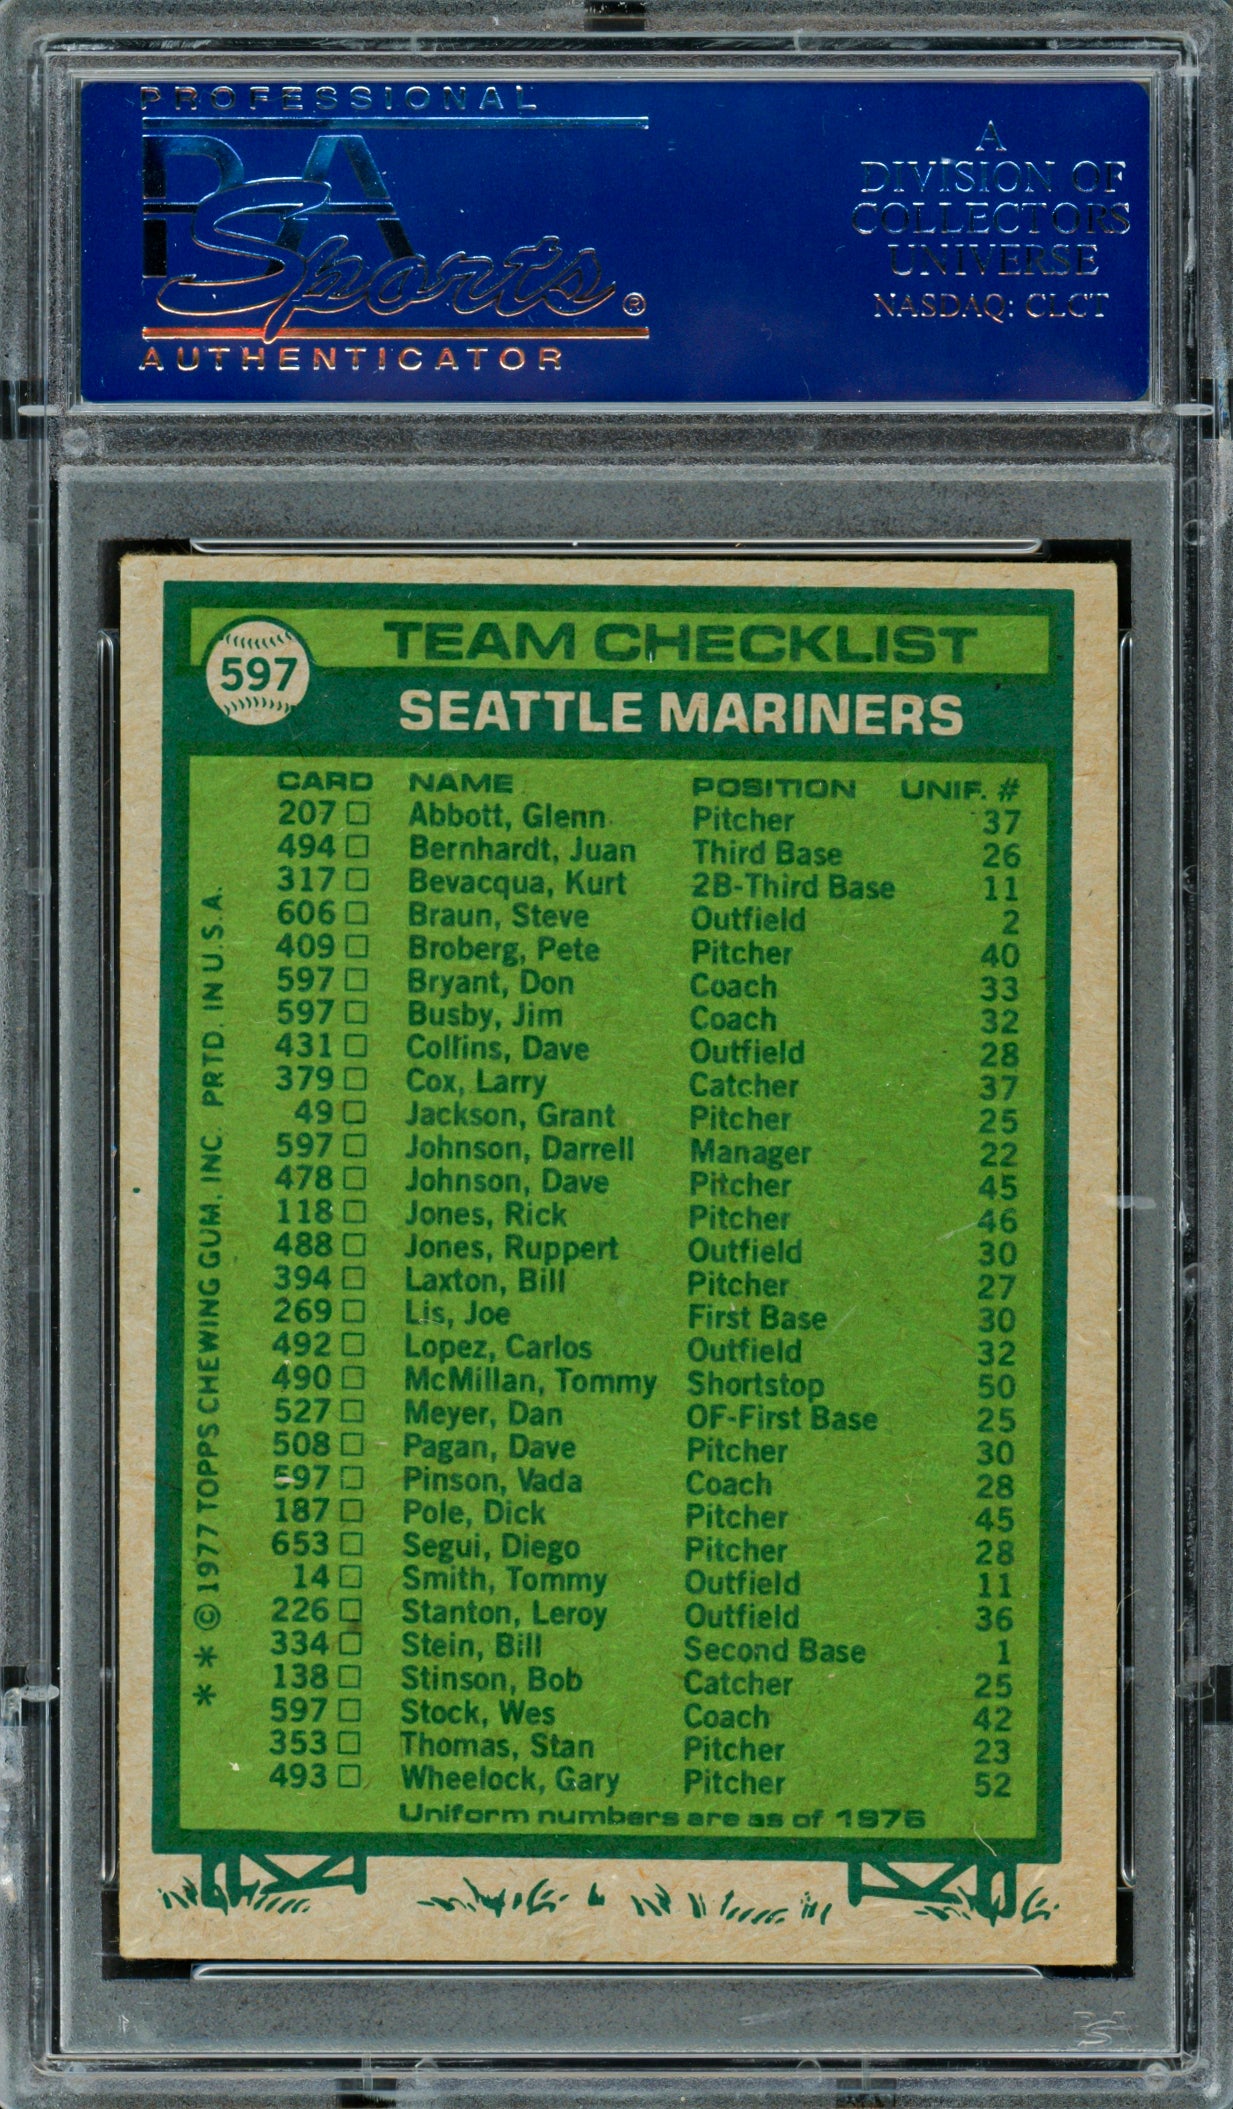 PROFESSIONAL
PSA
Sports®
AUTHENTICATOR
A
DIVISION OF
COLLECTORS
UNIVERSE
NASDAQ: CLCT
597
TEAM CHECKLIST
SEATTLE MARINERS
CARD NAME POSITION UNIF. #
207 Abbott, Glenn Pitcher 37
494 Bernhardt, Juan Third Base 26
317 Bevacqua, Kurt 2B-Third Base 11
606 Braun, Steve Outfield 2
409 Broberg, Pete Pitcher 40
597 Bryant, Don Coach 33
597 Busby, Jim Coach 32
431 Collins, Dave Outfield 28
379 Cox, Larry Catcher 37
49 Jackson, Grant Pitcher 25
597 Johnson, Darrell Manager 22
478 Johnson, Dave Pitcher 45
118 Jones, Rick Pitcher 46
488 Jones, Ruppert Outfield 30
394 Laxton, Bill Pitcher 27
269 Lis, Joe First Base 30
492 Lopez, Carlos Outfield 32
490 McMillan, Tommy Shortstop 50
527 Meyer, Dan OF-First Base 25
508 Pagan, Dave Pitcher 30
597 Pinson, Vada Coach 28
187 Pole, Dick Pitcher 45
653 Segui, Diego Pitcher 28
14 Smith, Tommy Outfield 11
226 Stanton, Leroy Outfield 36
334 Stein, Bill Second Base 1
138 Stinson, Bob Catcher 25
597 Stock, Wes Coach 42
353 Thomas, Stan Pitcher 23
493 Wheelock, Gary Pitcher 52
Uniform numbers are as of 1976
* * © 1977 TOPPS CHEWING GUM, INC. PRTD. IN U.S.A.
PSA